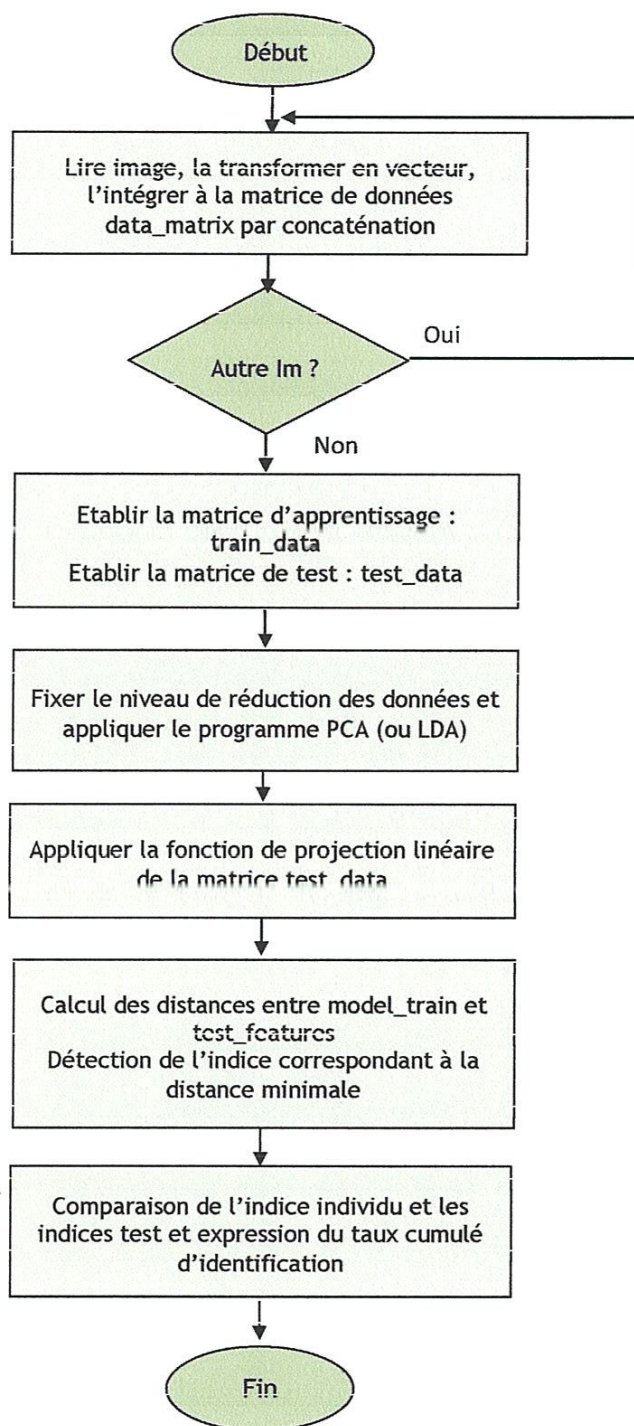 Début
Lire image, la transformer en vecteur,
l'intégrer à la matrice de données
data_matrix par concaténation
Autre Im ?
Oui
Non
Etablir la matrice d'apprentissage :
train_data
Etablir la matrice de test : test_data
Fixer le niveau de réduction des données et
appliquer le programme PCA (ou LDA)
Appliquer la fonction de projection linéaire
de la matrice test_data
Calcul des distances entre model_train et
test_features
Détection de l'indice correspondant à la
distance minimale
Comparaison de l'indice individu et les
indices test et expression du taux cumulé
d'identification
Fin